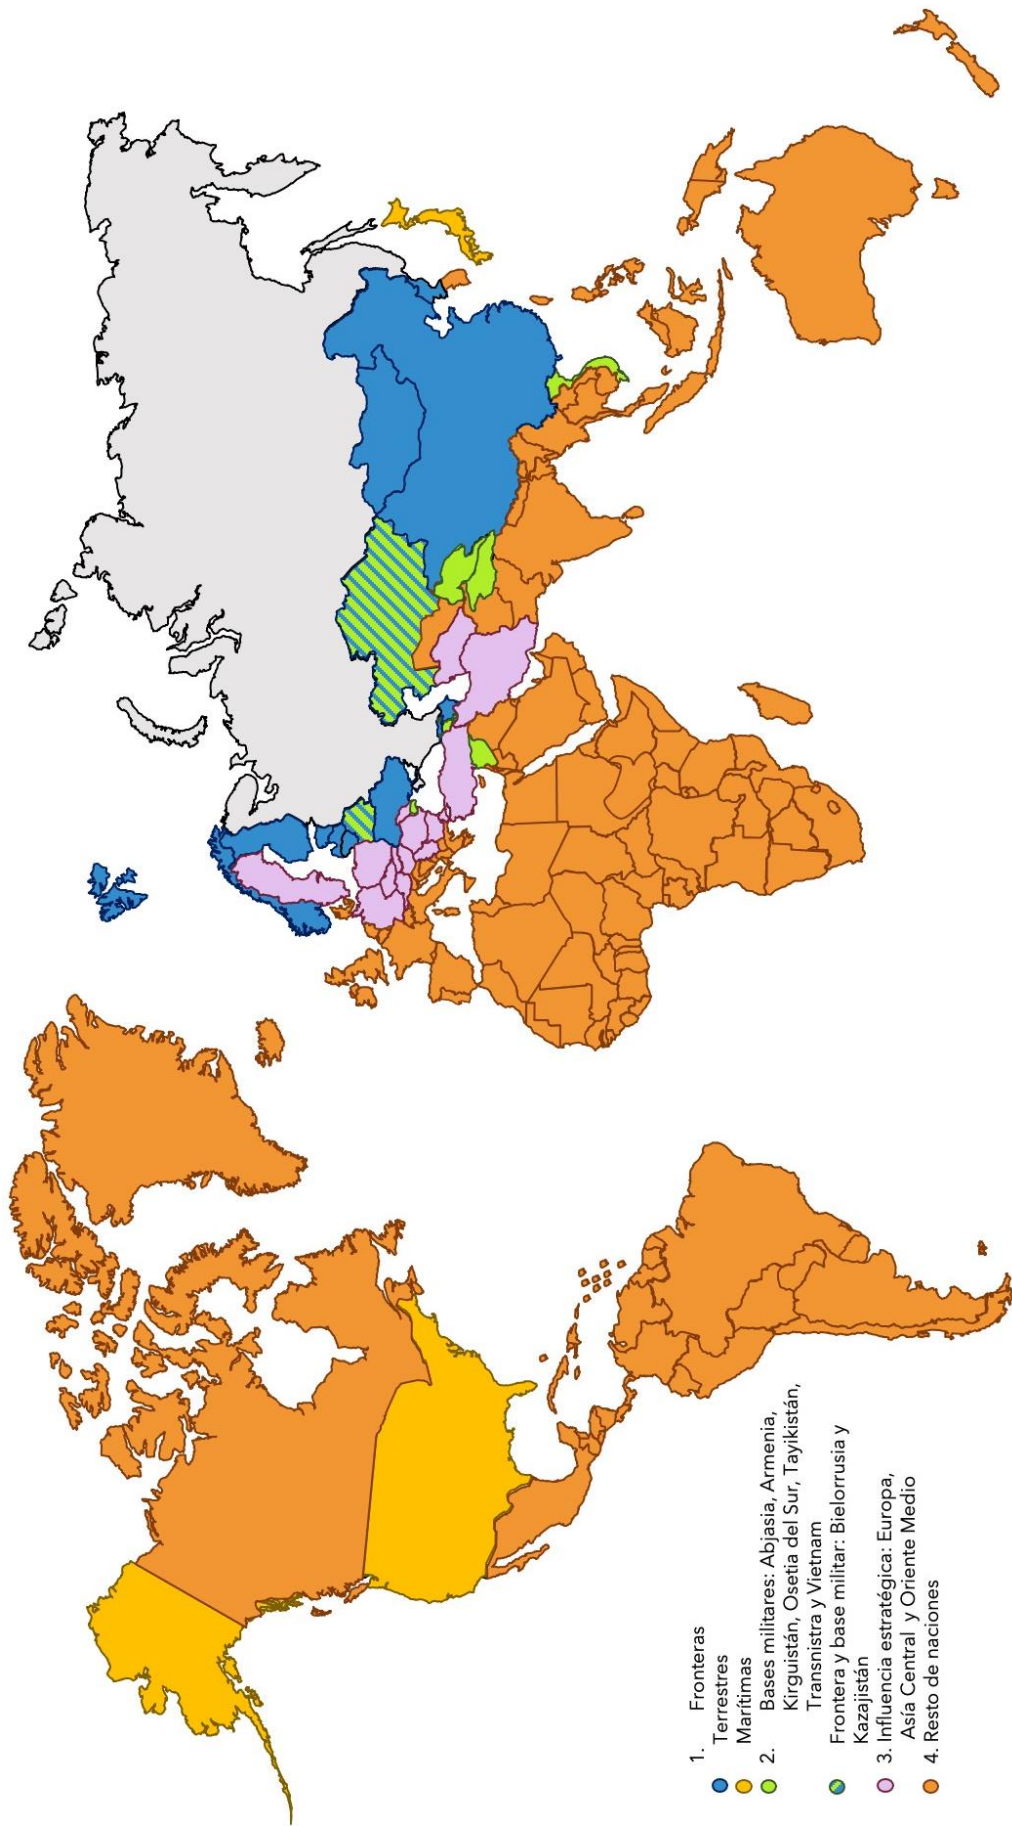 1. Fronteras
Terrestres
Marítimas
2. Bases militares: Abjasia, Armenia,
Kirguistán, Osetia del Sur, Tayikistán,
Transnistra y Vietnam
Frontera y base militar: Bielorrusia y
Kazajistán
3. Influencia estratégica: Europa,
Asía Central y Oriente Medio
4. Resto de naciones